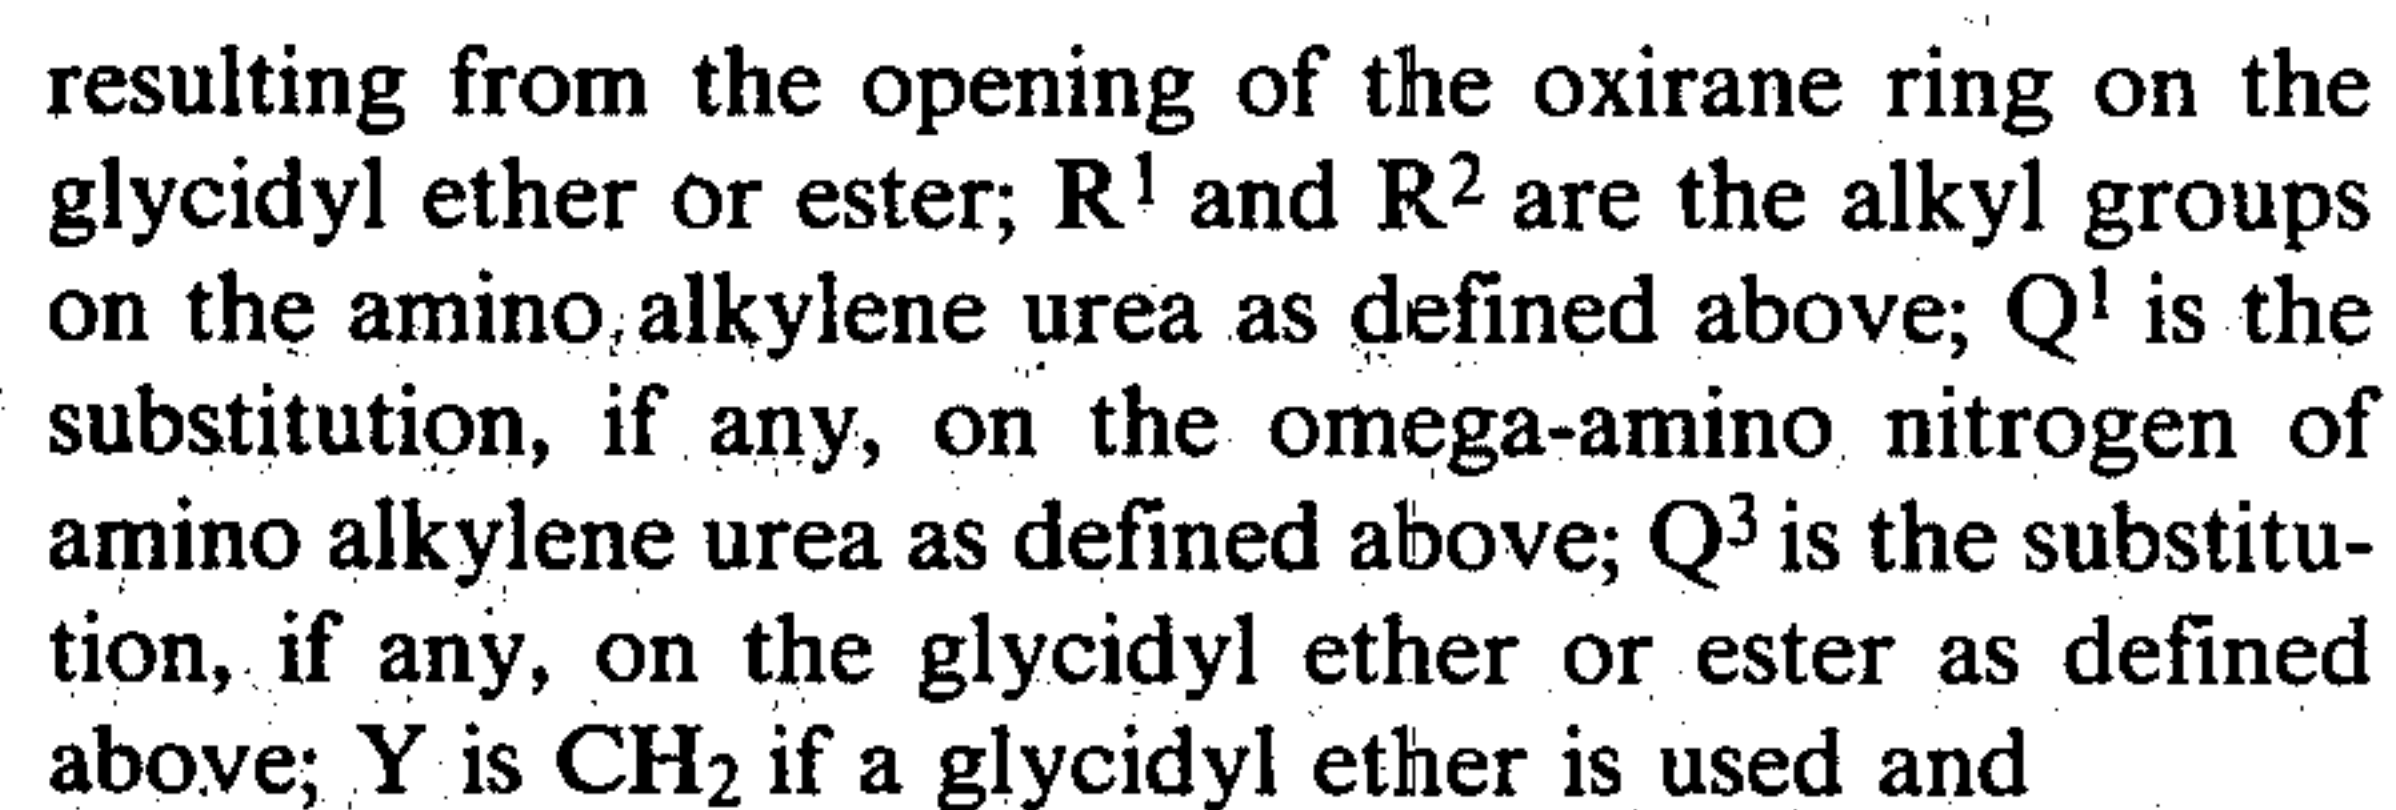 resulting from the opening of the oxirane ring on the
glycidyl ether or ester; R¹ and R² are the alkyl groups
on the amino alkylene urea as defined above; Q¹ is the
substitution, if any, on the omega-amino nitrogen of
amino alkylene urea as defined above; Q³ is the substitu-
tion, if any, on the glycidyl ether or ester as defined
above; Y is CH₂ if a glycidyl ether is used and